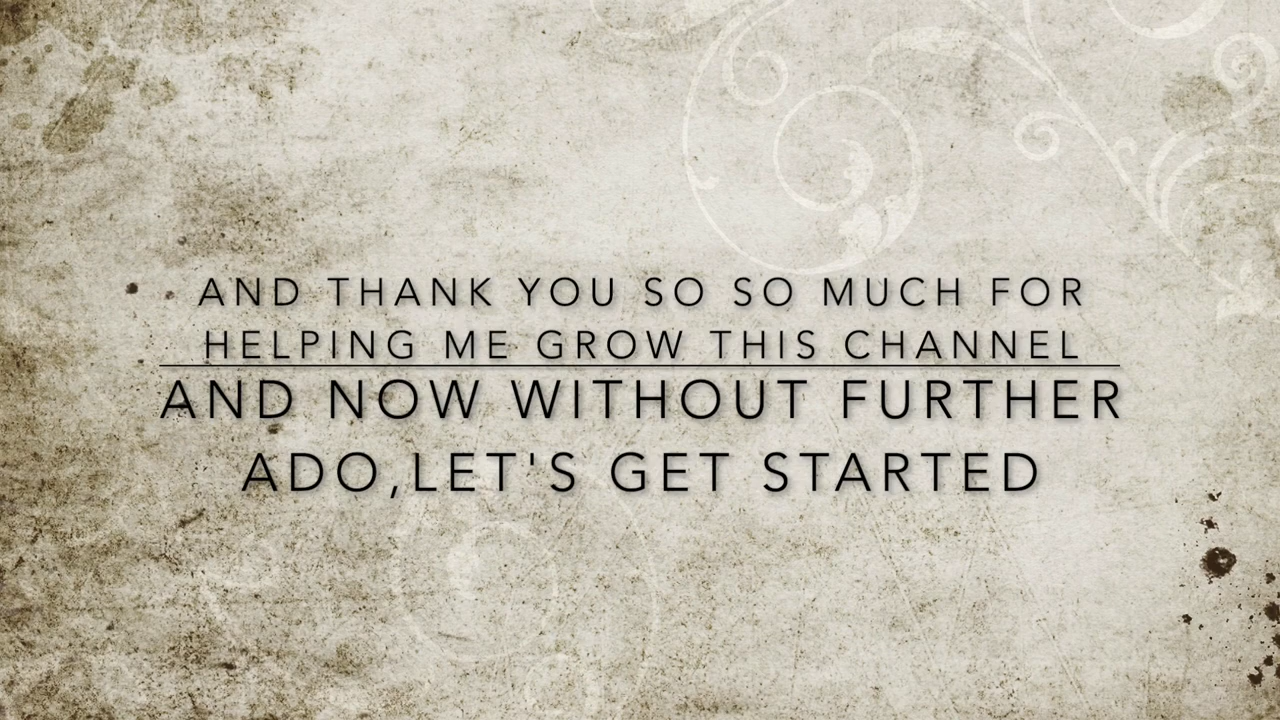 AND THANK YOU SO SO MUCH FOR
HELPING ME GROW THIS CHANNEL
AND NOW WITHOUT FURTHER
ADO,LET'S GET STARTED